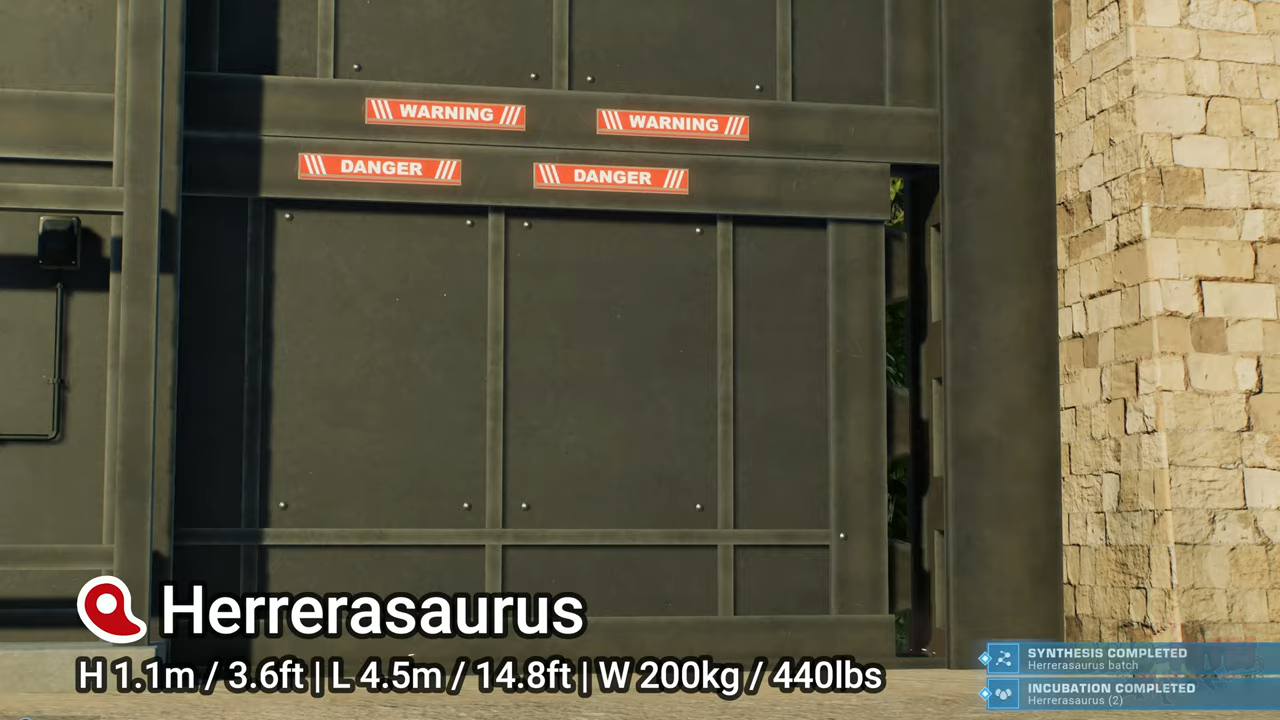 WARNING
WARNING
DANGER
DANGER
Herrerasaurus
H 1.1m / 3.6ft | L 4.5m / 14.8ft | W 200kg / 440lbs
SYNTHESIS COMPLETED
Herrerasaurus batch
INCUBATION COMPLETED
Herrerasaurus (2)